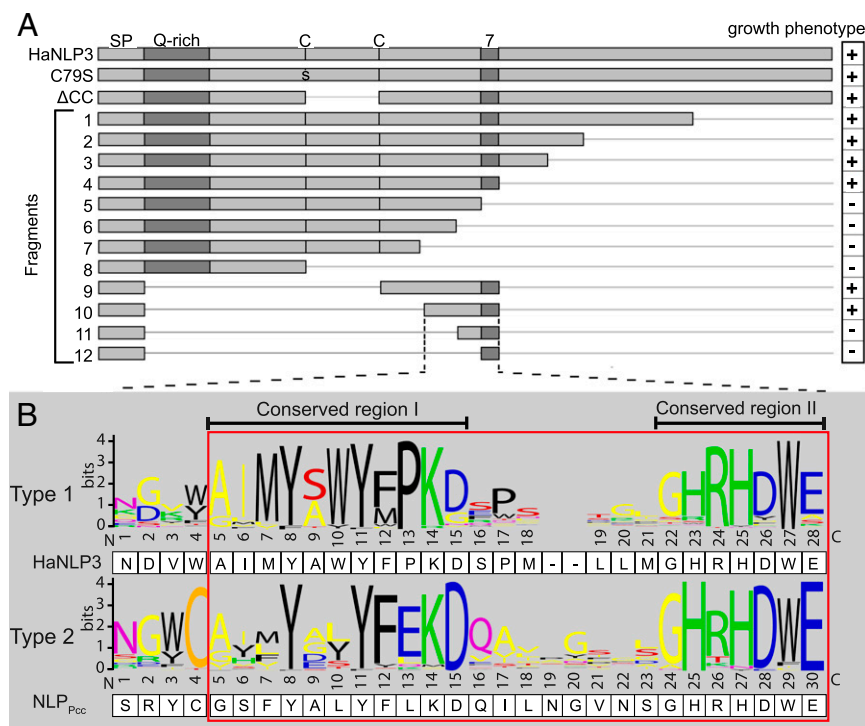 A
growth phenotype
SP Q-rich C C 7
HaNLP3 +
C79S s +
ΔCC +
Fragments
1 +
2 +
3 +
4 +
5 -
6 -
7 -
8 -
9 +
10 +
11 -
12 -
B
Conserved region I Conserved region II
Type 1
bits
4
3
2
1
0
N 1 2 3 4 5 6 7 8 9 10 11 12 13 14 15 16 17 18 19 20 21 22 23 24 25 26 27 28 C
HaNLP3 N D V W A I M Y A W Y F P K D S P M - - L L M G H R H D W E
Type 2
bits
4
3
2
1
0
N 1 2 3 4 5 6 7 8 9 10 11 12 13 14 15 16 17 18 19 20 21 22 23 24 25 26 27 28 29 30 C
NLPPcc S R Y C G S F Y A L Y F L K D Q I L N G V N S G H R H D W E